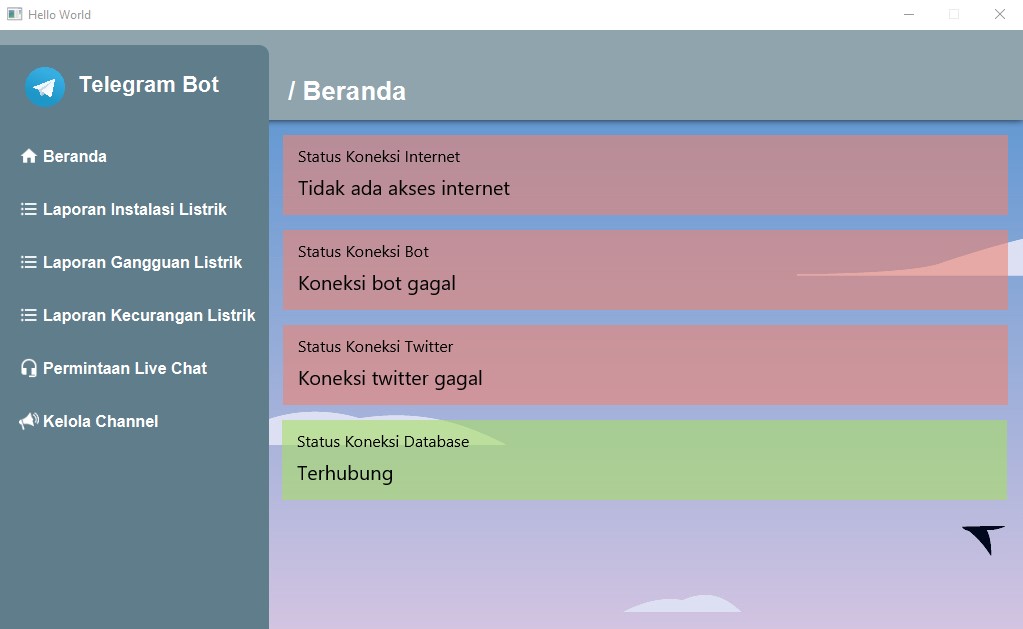 Hello World
Telegram Bot
/ Beranda
Beranda
Laporan Instalasi Listrik
Laporan Gangguan Listrik
Laporan Kecurangan Listrik
Permintaan Live Chat
Kelola Channel
Status Koneksi Internet
Tidak ada akses internet
Status Koneksi Bot
Koneksi bot gagal
Status Koneksi Twitter
Koneksi twitter gagal
Status Koneksi Database
Terhubung